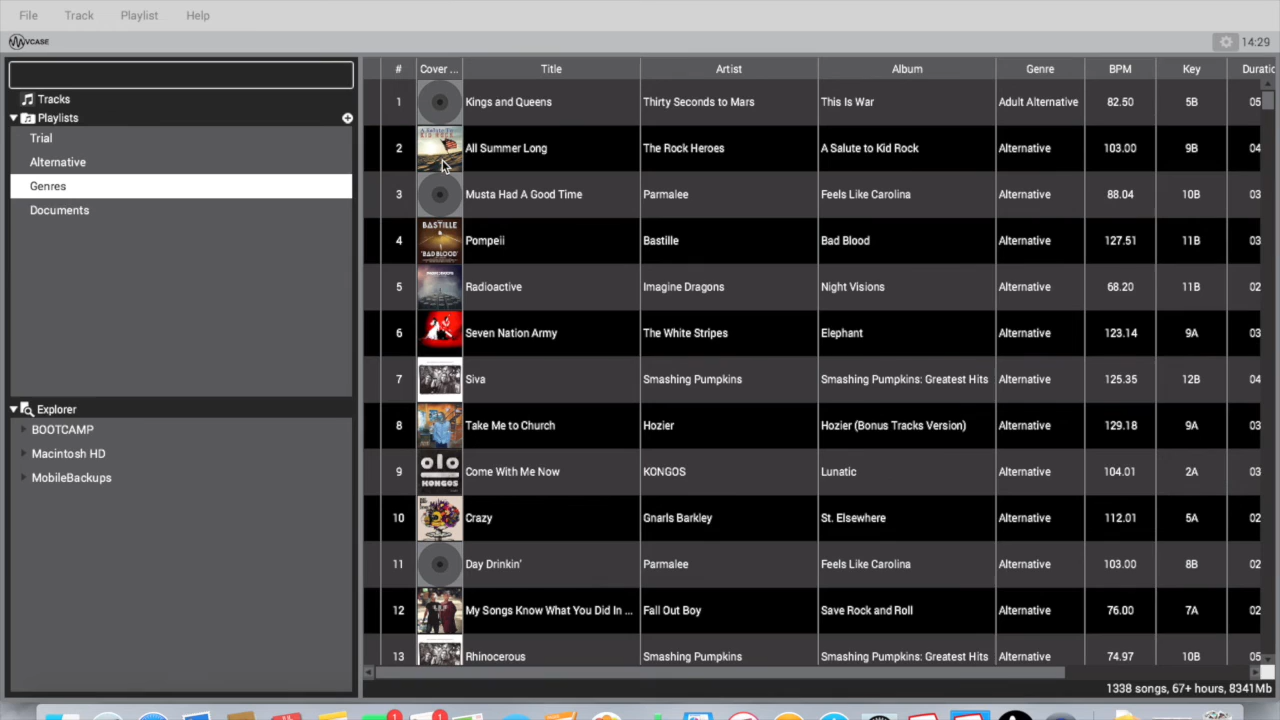 File Track Playlist Help
VCASE 14:29
Tracks
Playlists
Trial
Alternative
Genres
Documents
Explorer
BOOTCAMP
Macintosh HD
MobileBackups
# Cover ... Title Artist Album Genre BPM Key Duratic
1 Kings and Queens Thirty Seconds to Mars This Is War Adult Alternative 82.50 5B 05
2 All Summer Long The Rock Heroes A Salute to Kid Rock Alternative 103.00 9B 04
3 Musta Had A Good Time Parmalee Feels Like Carolina Alternative 88.04 10B 03
4 BASTILLE & 'BAD BLOOD' Pompeii Bastille Bad Blood Alternative 127.51 11B 03
5 Radioactive Imagine Dragons Night Visions Alternative 68.20 11B 02
6 Seven Nation Army The White Stripes Elephant Alternative 123.14 9A 03
7 Siva Smashing Pumpkins Smashing Pumpkins: Greatest Hits Alternative 125.35 12B 04
8 Take Me to Church Hozier Hozier (Bonus Tracks Version) Alternative 129.18 9A 03
9 olo KONGOS Come With Me Now KONGOS Lunatic Alternative 104.01 2A 03
10 Crazy Gnarls Barkley St. Elsewhere Alternative 112.01 5A 02
11 Day Drinkin' Parmalee Feels Like Carolina Alternative 103.00 8B 02
12 My Songs Know What You Did In ... Fall Out Boy Save Rock and Roll Alternative 76.00 7A 02
13 Rhinocerous Smashing Pumpkins Smashing Pumpkins: Greatest Hits Alternative 74.97 10B 05
1338 songs, 67+ hours, 8341Mb
1 1